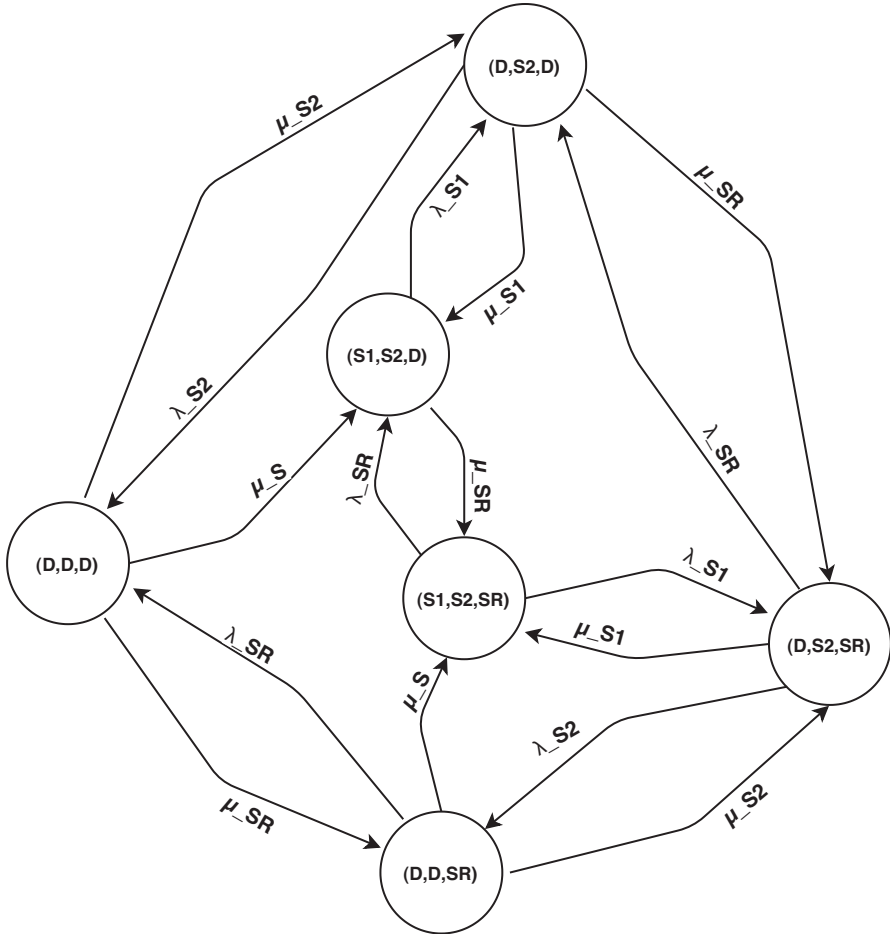 (D,S2,D)
μ_S2
μ_SR
λ_S1
μ_S1
(S1,S2,D)
λ_S2
λ_SR
μ_S
λ_SR
μ_SR
(D,D,D)
λ_S1
(S1,S2,SR)
μ_S1
(D,S2,SR)
λ_SR
μ_S
λ_S2
μ_SR
μ_S2
(D,D,SR)